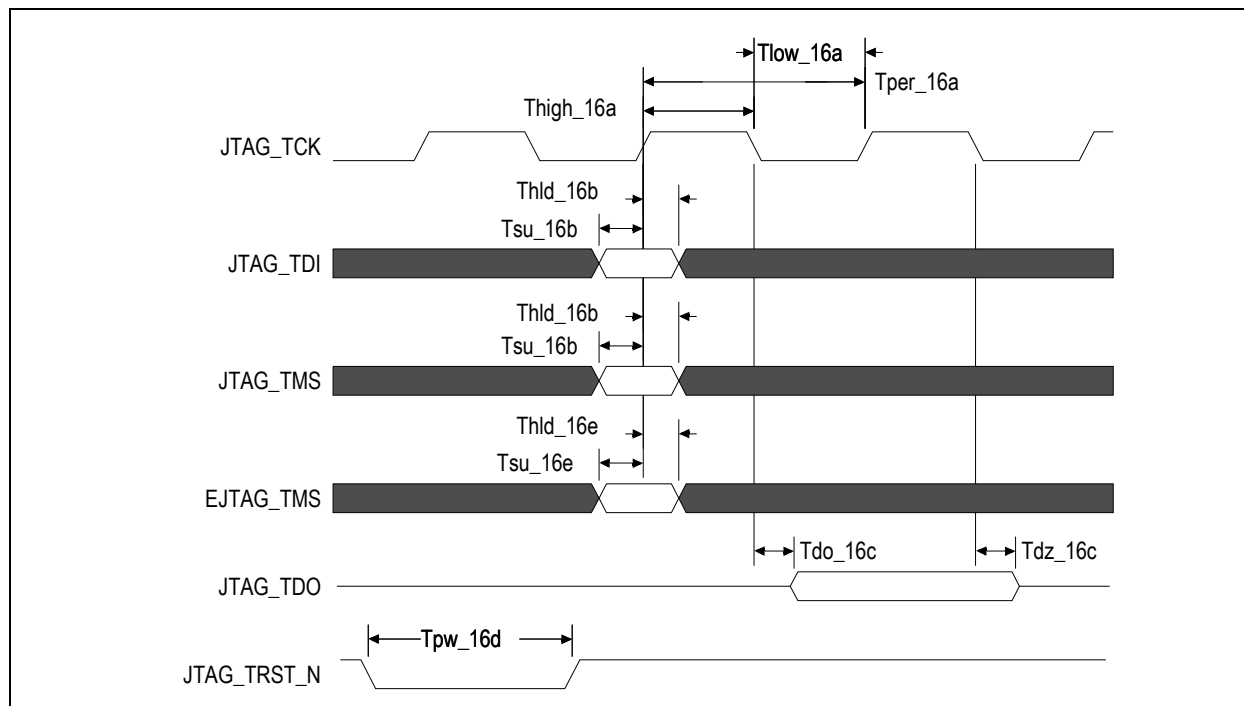 Tlow_16a
Tper_16a
Thigh_16a
JTAG_TCK
Thld_16b
Tsu_16b
JTAG_TDI
Thld_16b
Tsu_16b
JTAG_TMS
Thld_16e
Tsu_16e
EJTAG_TMS
Tdo_16c
Tdz_16c
JTAG_TDO
Tpw_16d
JTAG_TRST_N